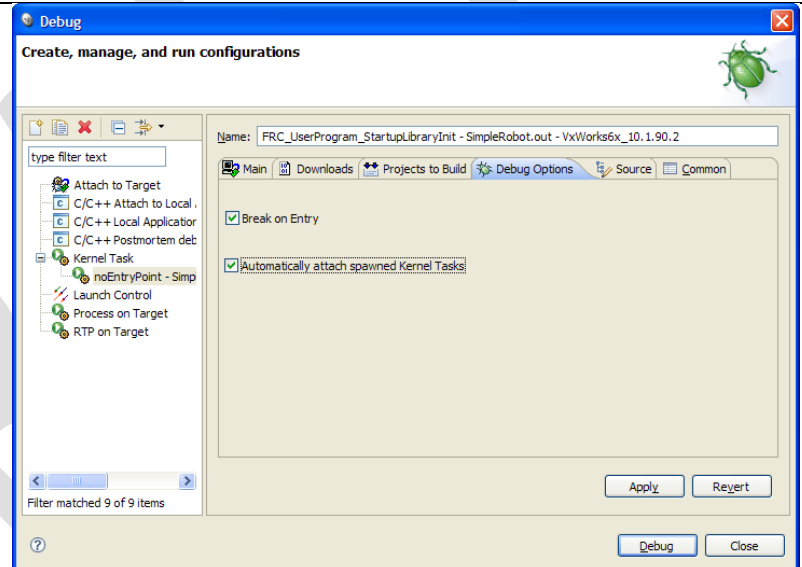 Debug
Create, manage, and run configurations
type filter text
Attach to Target
C/C++ Attach to Local
C/C++ Local Application
C/C++ Postmortem deb
Kernel Task
noEntryPoint - Simp
Launch Control
Process on Target
RTP on Target
Filter matched 9 of 9 items
Name: FRC_UserProgram_StartupLibraryInit - SimpleRobot.out - VxWorks6x_10.1.90.2
Main Downloads Projects to Build Debug Options Source Common
Break on Entry
Automatically attach spawned Kernel Tasks
Apply Revert
Debug Close